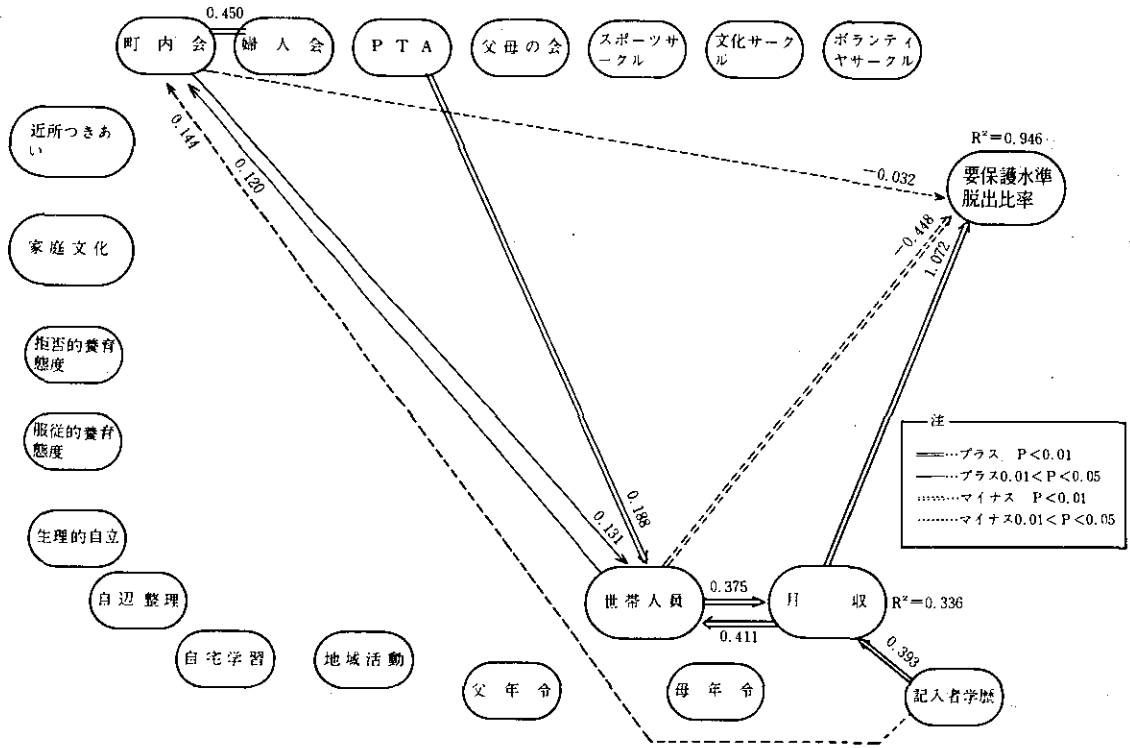 0.450
町内会
婦人会
PTA
父母の会
スポーツサ
ークル
文化サーク
ル
ボランティ
ヤサークル
近所つきあ
い
0.144
0.120
R²=0.946
-0.032
要保護水準
脱出比率
-0.448
1.072
家庭文化
拒否的養育
態度
服従的養育
態度
注
…プラス P<0.01
…プラス0.01<P<0.05
…マイナス P<0.01
…マイナス0.01<P<0.05
0.188
0.131
生理的自立
自辺整理
世帯人員
0.375
0.411
月収
R²=0.336
0.393
自宅学習
地域活動
父年令
母年令
記入者学歴